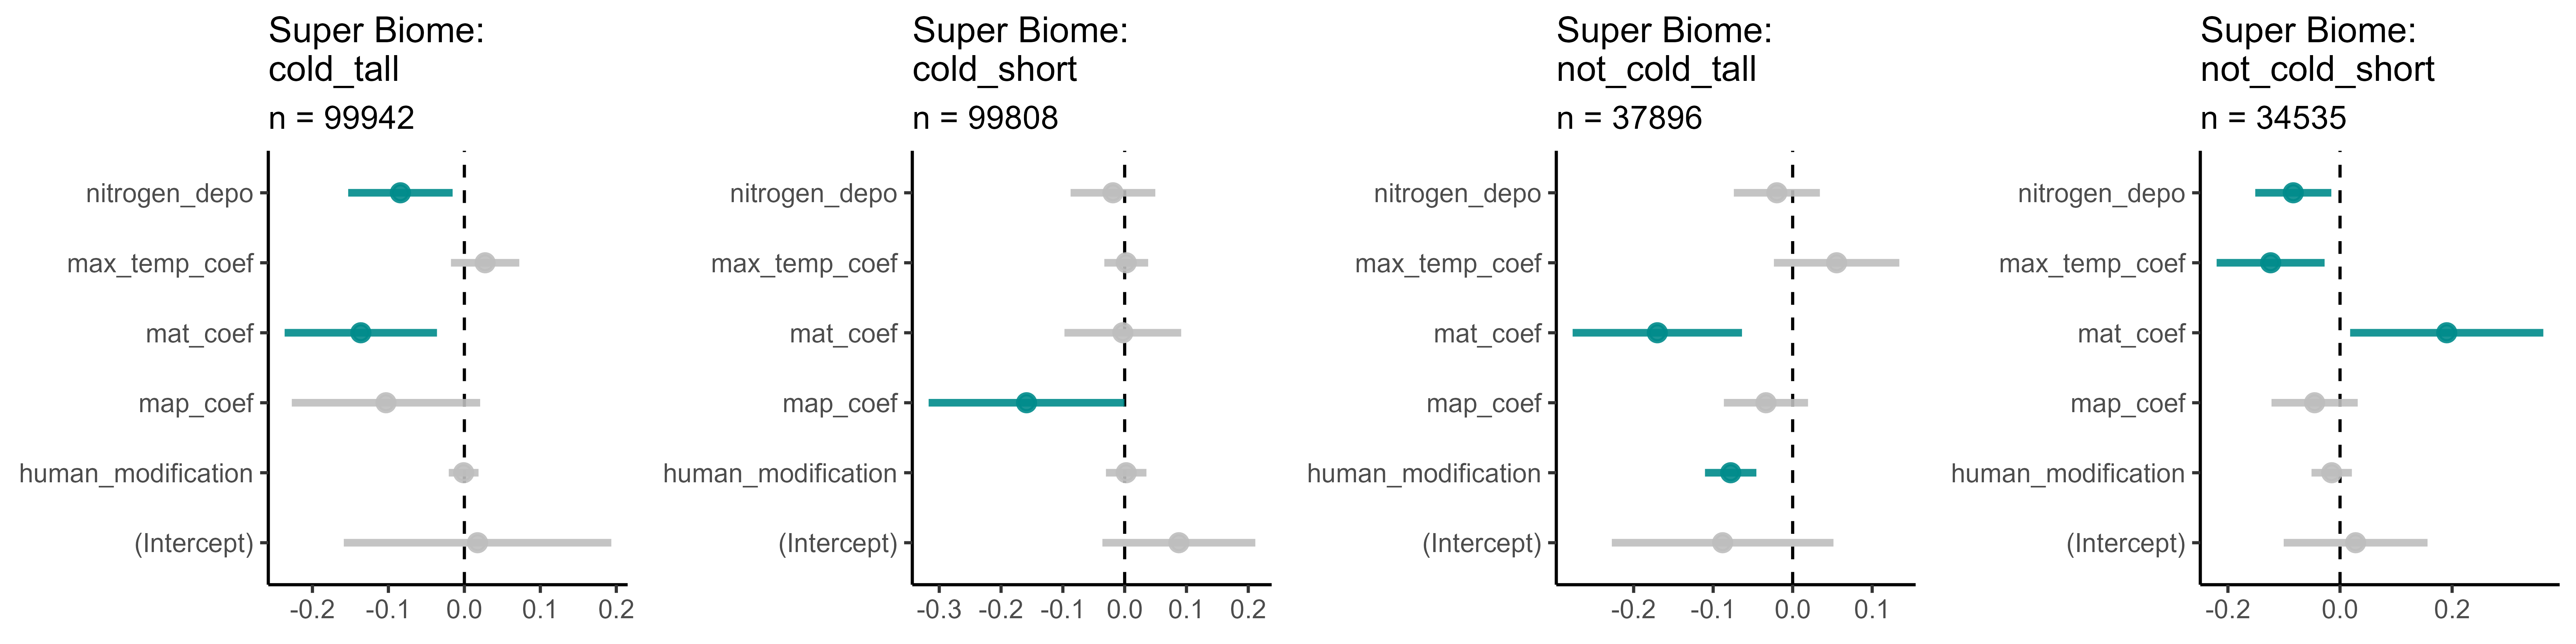 Super Biome:
cold_tall
n = 99942
nitrogen_depo
max_temp_coef
mat_coef
map_coef
human_modification
(Intercept)
-0.2 -0.1 0.0 0.1 0.2
Super Biome:
cold_short
n = 99808
nitrogen_depo
max_temp_coef
mat_coef
map_coef
human_modification
(Intercept)
-0.3 -0.2 -0.1 0.0 0.1 0.2
Super Biome:
not_cold_tall
n = 37896
nitrogen_depo
max_temp_coef
mat_coef
map_coef
human_modification
(Intercept)
-0.2 -0.1 0.0 0.1
Super Biome:
not_cold_short
n = 34535
nitrogen_depo
max_temp_coef
mat_coef
map_coef
human_modification
(Intercept)
-0.2 0.0 0.2